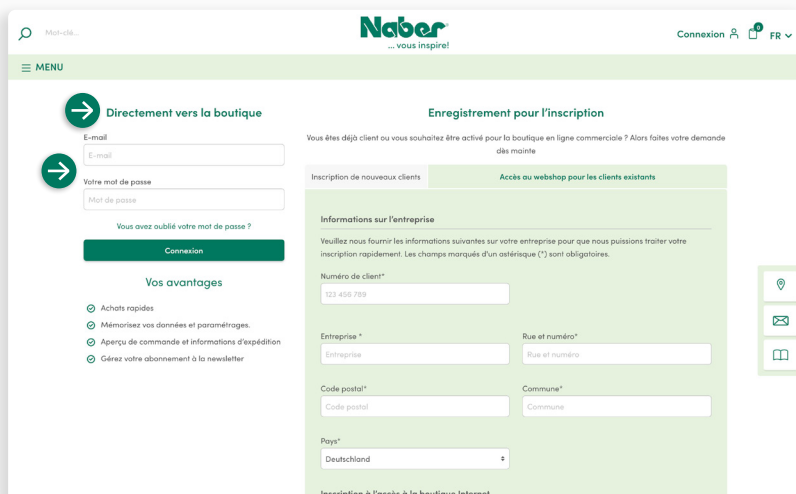 Mot-clé...
Naber
... vous inspire!
Connexion
0
FR
MENU
Directement vers la boutique
E-mail
E-mail
Votre mot de passe
Mot de passe
Vous avez oublié votre mot de passe ?
Connexion
Vos avantages
Achats rapides
Mémorisez vos données et paramétrages.
Aperçu de commande et informations d'expédition
Gérez votre abonnement à la newsletter
Enregistrement pour l'inscription
Vous êtes déjà client ou vous souhaitez être activé pour la boutique en ligne commerciale ? Alors faites votre demande
dès mainte
Inscription de nouveaux clients
Accès au webshop pour les clients existants
Informations sur l'entreprise
Veuillez nous fournir les informations suivantes sur votre entreprise pour que nous puissions traiter votre
inscription rapidement. Les champs marqués d'un astérisque (*) sont obligatoires.
Numéro de client*
123 456 789
Entreprise *
Rue et numéro*
Entreprise
Rue et numéro
Code postal*
Commune*
Code postal
Commune
Pays*
Deutschland
Inscription à l'accès à la boutique Internet